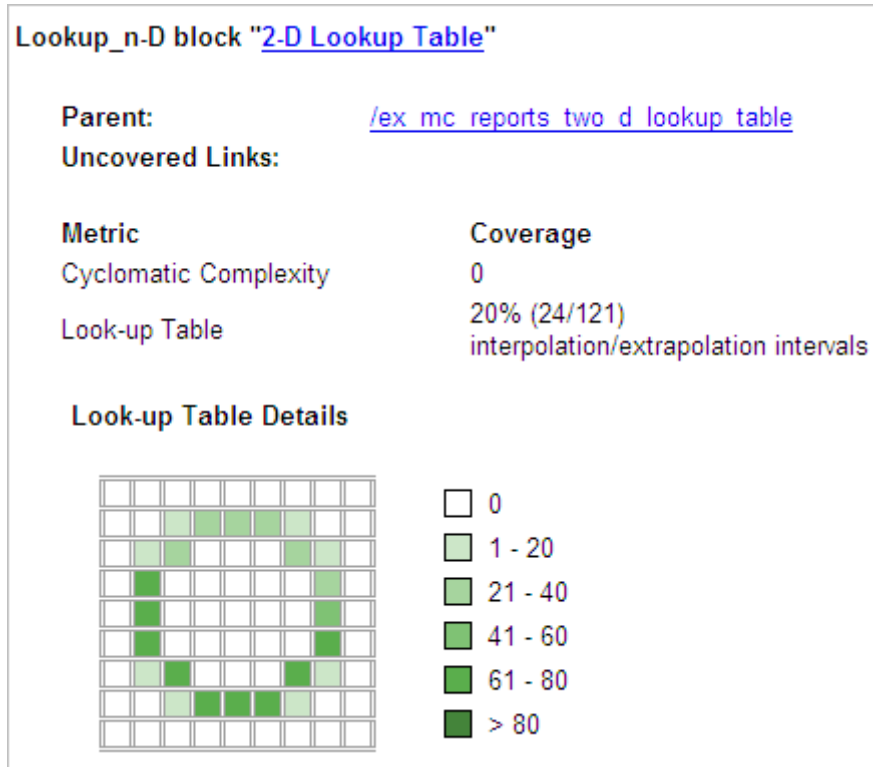 Lookup_n-D block "2-D Lookup Table"
Parent: /ex_mc_reports_two_d_lookup_table
Uncovered Links:
Metric Coverage
Cyclomatic Complexity 0
Look-up Table 20% (24/121)
interpolation/extrapolation intervals
Look-up Table Details
0
1 - 20
21 - 40
41 - 60
61 - 80
> 80